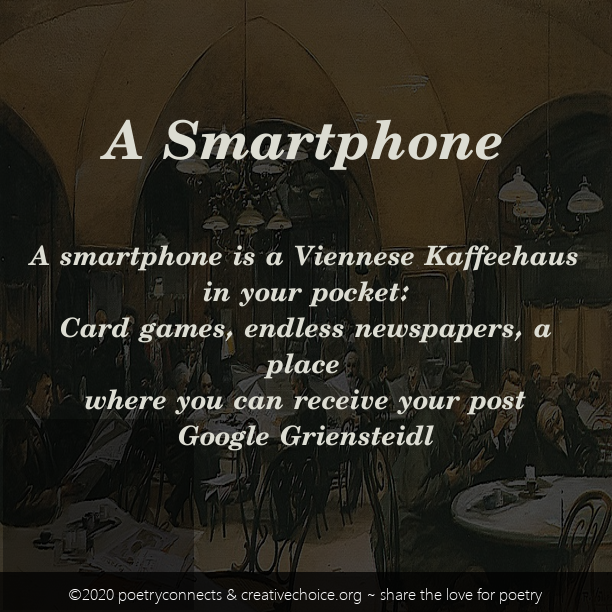 A Smartphone
A smartphone is a Viennese Kaffeehaus
in your pocket:
Card games, endless newspapers, a
place
where you can receive your post
Google Griensteidl
©2020 poetryconnects & creativechoice.org ~ share the love for poetry